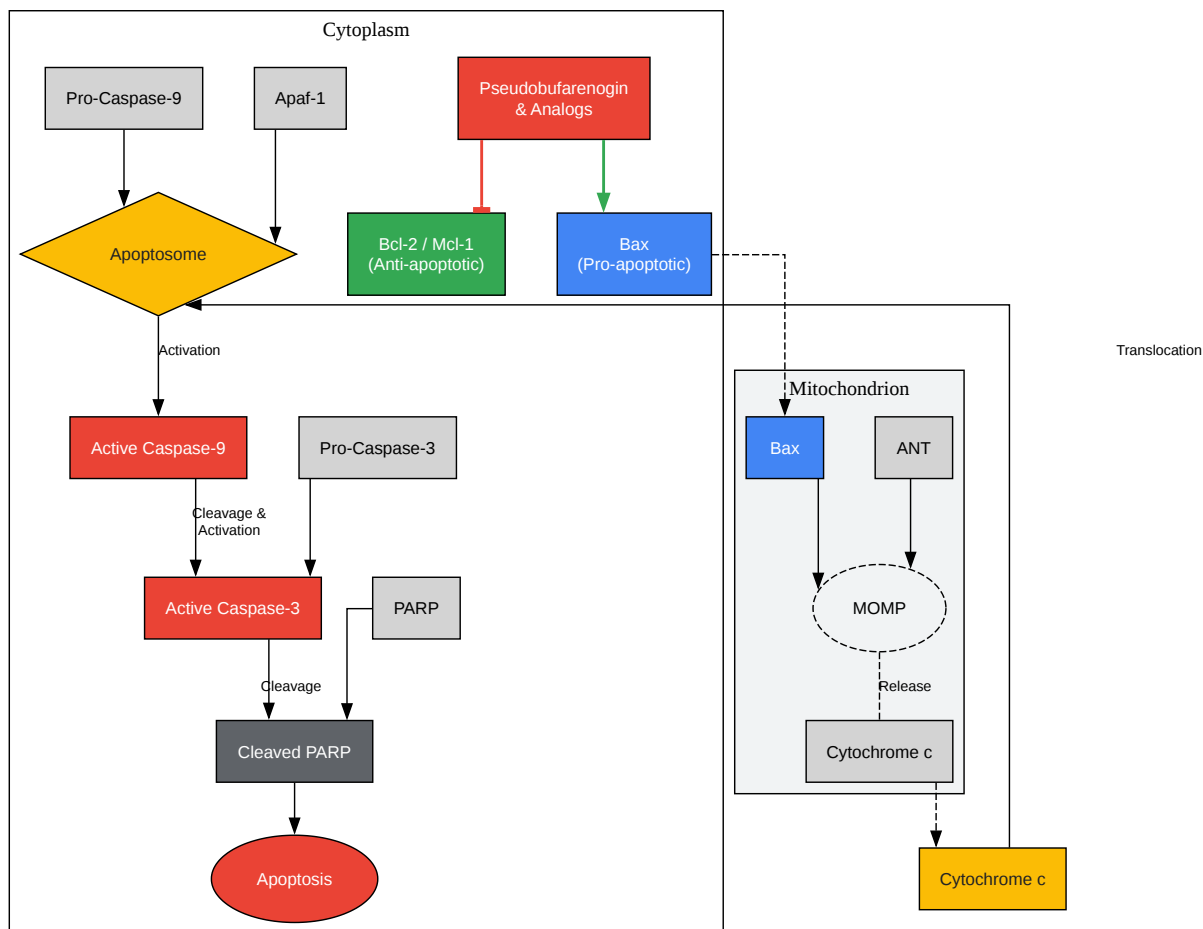 Cytoplasm
Pro-Caspase-9
Apaf-1
Pseudobufarenogin
& Analogs
Apoptosome
Bcl-2 / Mcl-1
(Anti-apoptotic)
Bax
(Pro-apoptotic)
Activation
Translocation
Mitochondrion
Active Caspase-9
Pro-Caspase-3
Bax
ANT
Cleavage &
Activation
Active Caspase-3
PARP
MOMP
Cleavage
Release
Cleaved PARP
Cytochrome c
Apoptosis
Cytochrome c